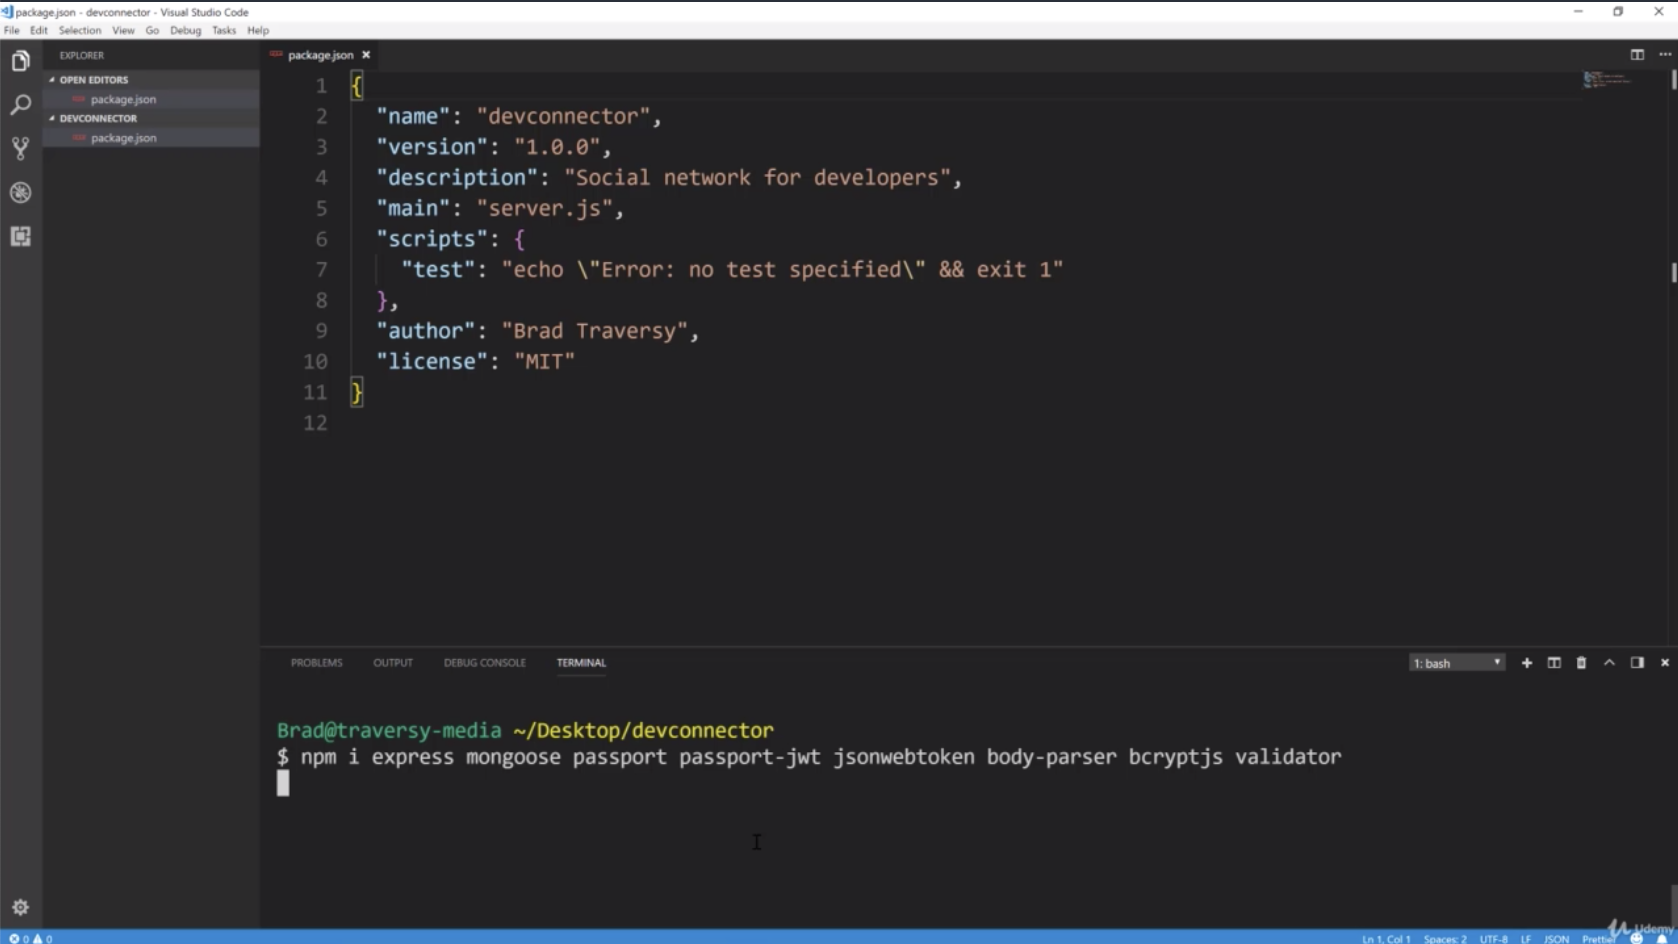 package.json - devconnector - Visual Studio Code
File Edit Selection View Go Debug Tasks Help
EXPLORER
OPEN EDITORS
package.json
DEVCONNECTOR
package.json
package.json
1 {
2 "name": "devconnector",
3 "version": "1.0.0",
4 "description": "Social network for developers",
5 "main": "server.js",
6 "scripts": {
7 "test": "echo \"Error: no test specified\" && exit 1"
8 },
9 "author": "Brad Traversy",
10 "license": "MIT"
11 }
12
PROBLEMS OUTPUT DEBUG CONSOLE TERMINAL 1: bash
Brad@traversy-media ~/Desktop/devconnector
$ npm i express mongoose passport passport-jwt jsonwebtoken body-parser bcryptjs validator
0 0 Ln 1, Col 1 Spaces: 2 UTF-8 LF JSON Prettier
Udemy